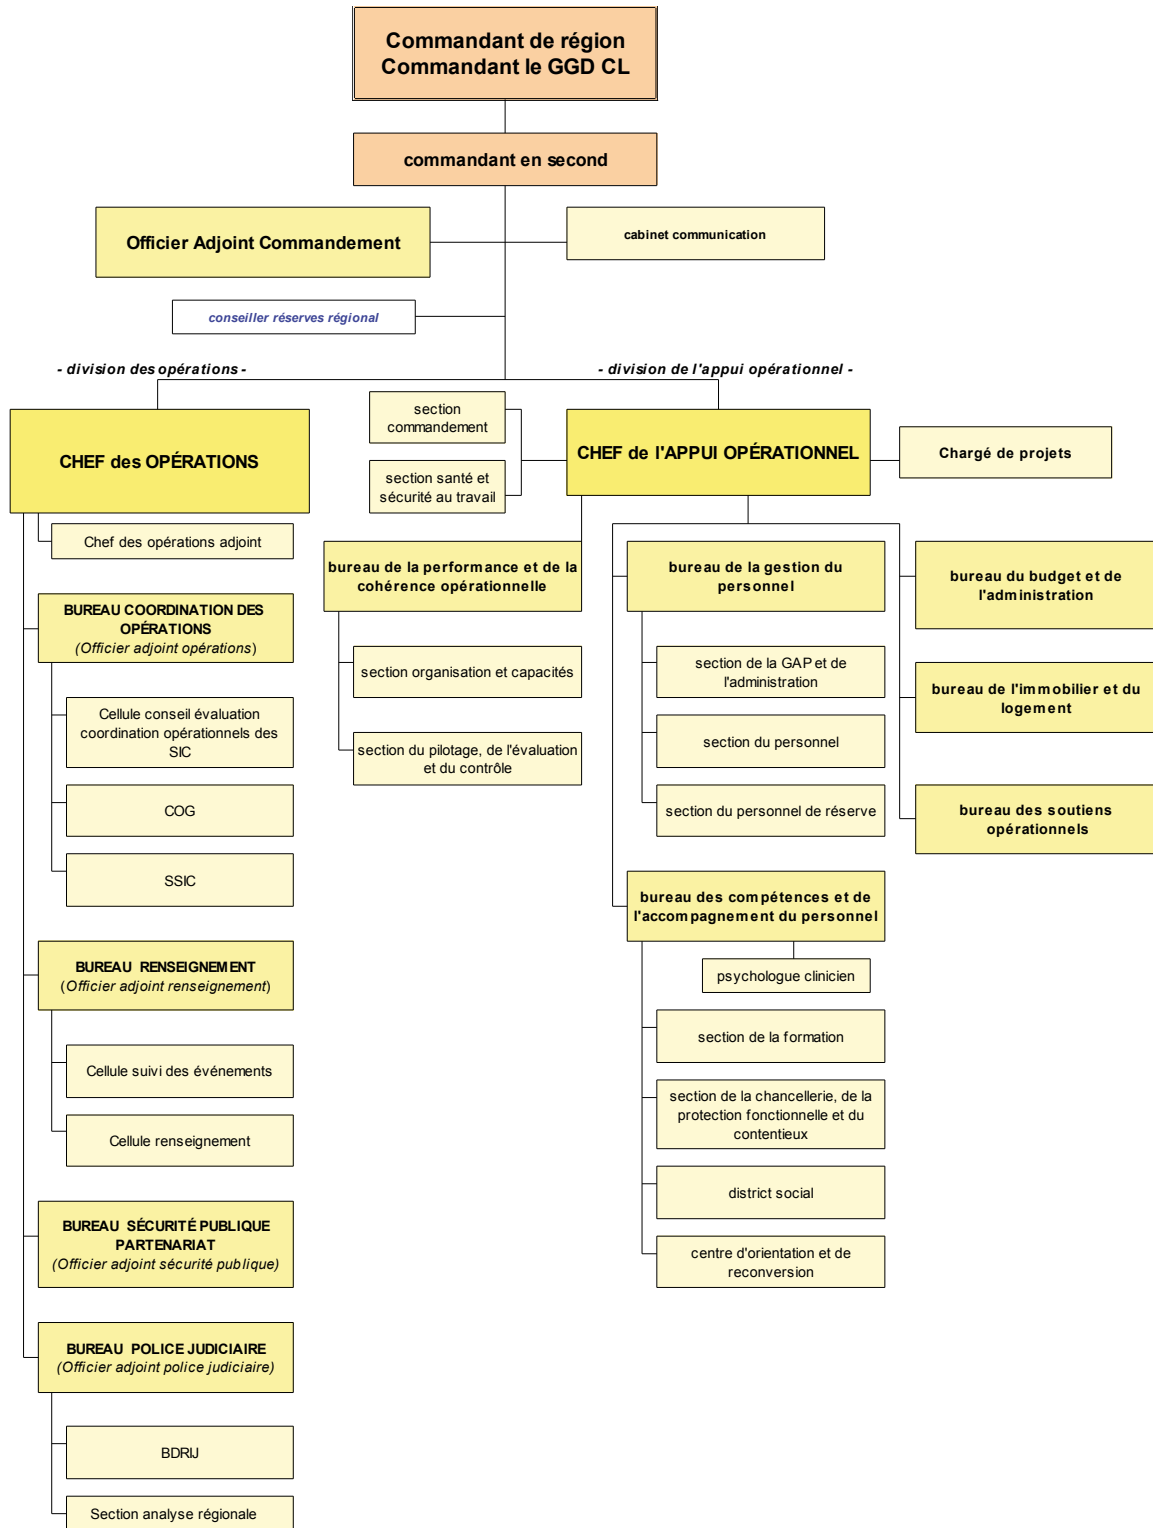 Commandant de région
Commandant le GGD CL
commandant en second
Officier Adjoint Commandement
cabinet communication
conseiller réserves régional
- division des opérations -
- division de l'appui opérationnel -
CHEF des OPÉRATIONS
section
commandement
section santé et
sécurité au travail
CHEF de l'APPUI OPÉRATIONNEL
Chargé de projets
Chef des opérations adjoint
BUREAU COORDINATION DES
OPÉRATIONS
(Officier adjoint opérations)
Cellule conseil évaluation
coordination opérationnels des
SIC
COG
SSIC
BUREAU RENSEIGNEMENT
(Officier adjoint renseignement)
Cellule suivi des événements
Cellule renseignement
BUREAU SÉCURITÉ PUBLIQUE
PARTENARIAT
(Officier adjoint sécurité publique)
BUREAU POLICE JUDICIAIRE
(Officier adjoint police judiciaire)
BDRIJ
Section analyse régionale
bureau de la performance et de la
cohérence opérationnelle
section organisation et capacités
section du pilotage, de l'évaluation
et du contrôle
bureau de la gestion du
personnel
section de la GAP et de
l'administration
section du personnel
section du personnel de réserve
bureau des compétences et de
l'accompagnement du personnel
psychologue clinicien
section de la formation
section de la chancellerie, de la
protection fonctionnelle et du
contentieux
district social
centre d'orientation et de
reconversion
bureau du budget et de
l'administration
bureau de l'immobilier et du
logement
bureau des soutiens
opérationnels